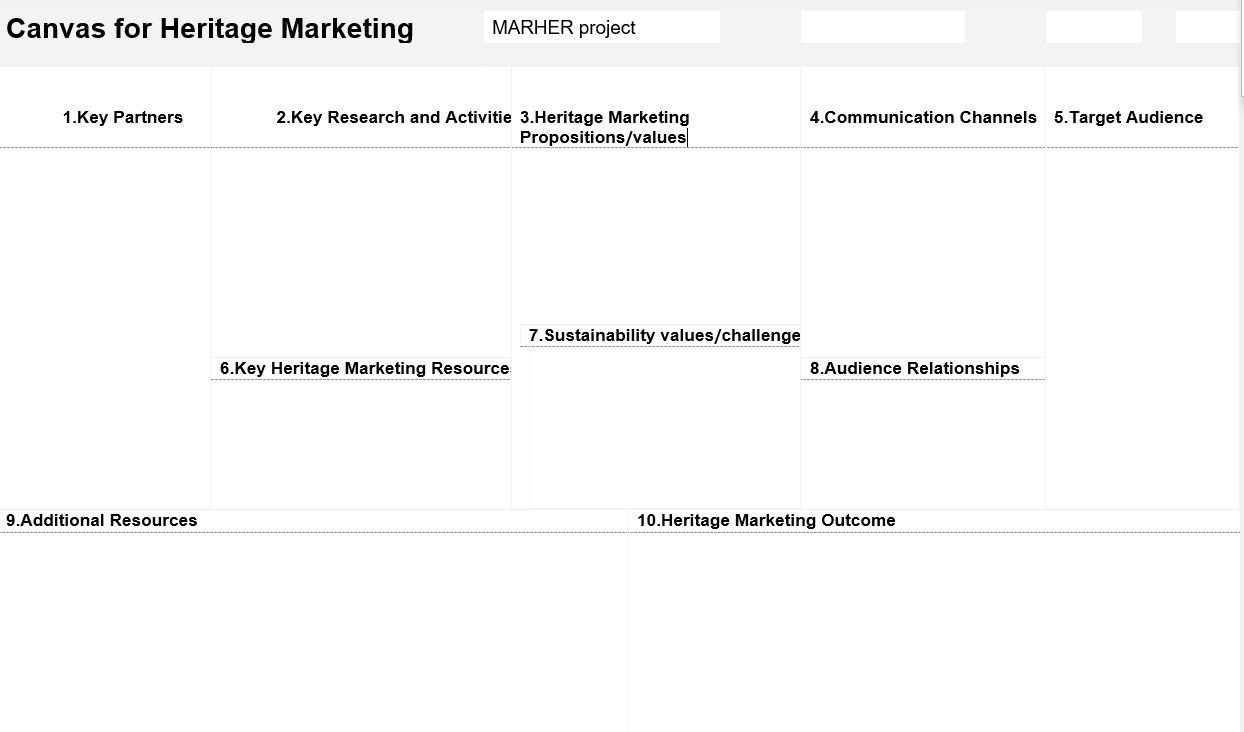 Canvas for Heritage Marketing
MARHER project
1.Key Partners
2.Key Research and Activitie
3.Heritage Marketing
Propositions/values
4.Communication Channels
5.Target Audience
7.Sustainability values/challenge
6.Key Heritage Marketing Resource
8.Audience Relationships
9.Additional Resources
10.Heritage Marketing Outcome